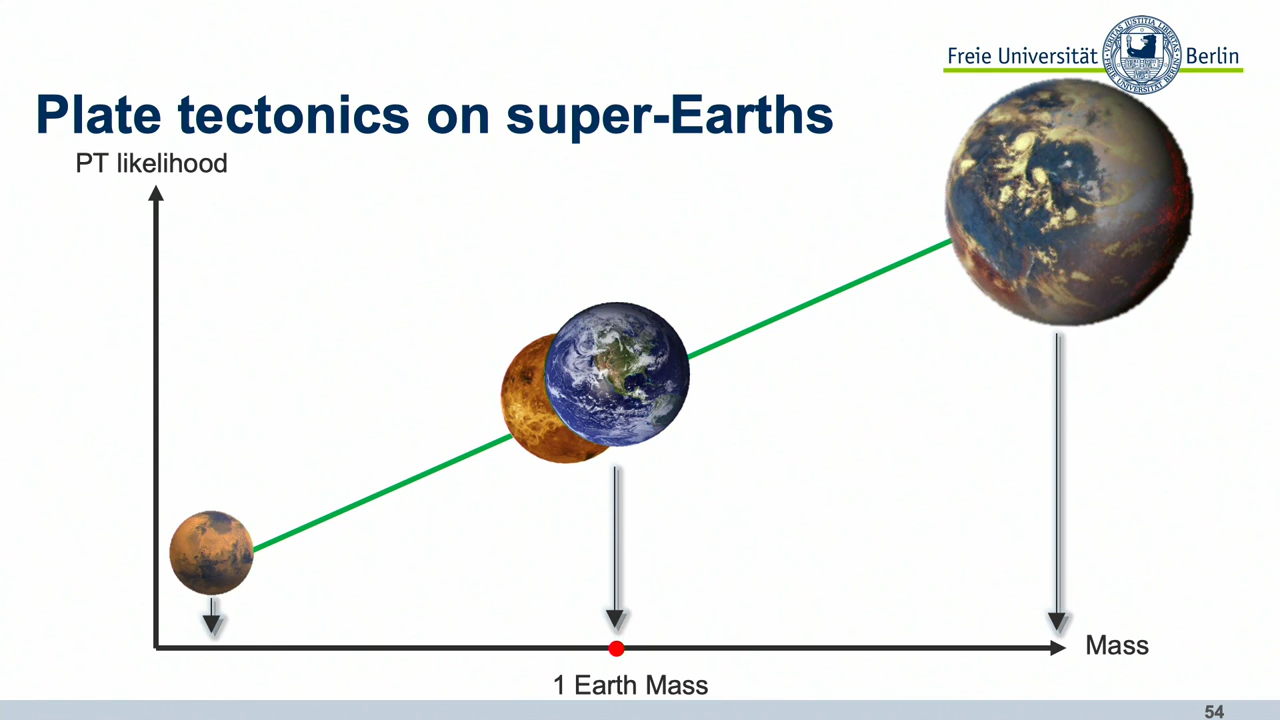 Freie Universität Berlin
Plate tectonics on super-Earths
PT likelihood
Mass
1 Earth Mass
54